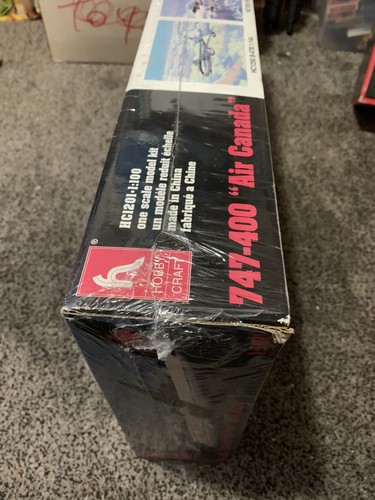 HC1201•1:100
one scale model kit
un modèle reduit échelle
made in China
fabriqué a Chine
747-400 "Air Canada"
h
®
HOBBY
CRAFT